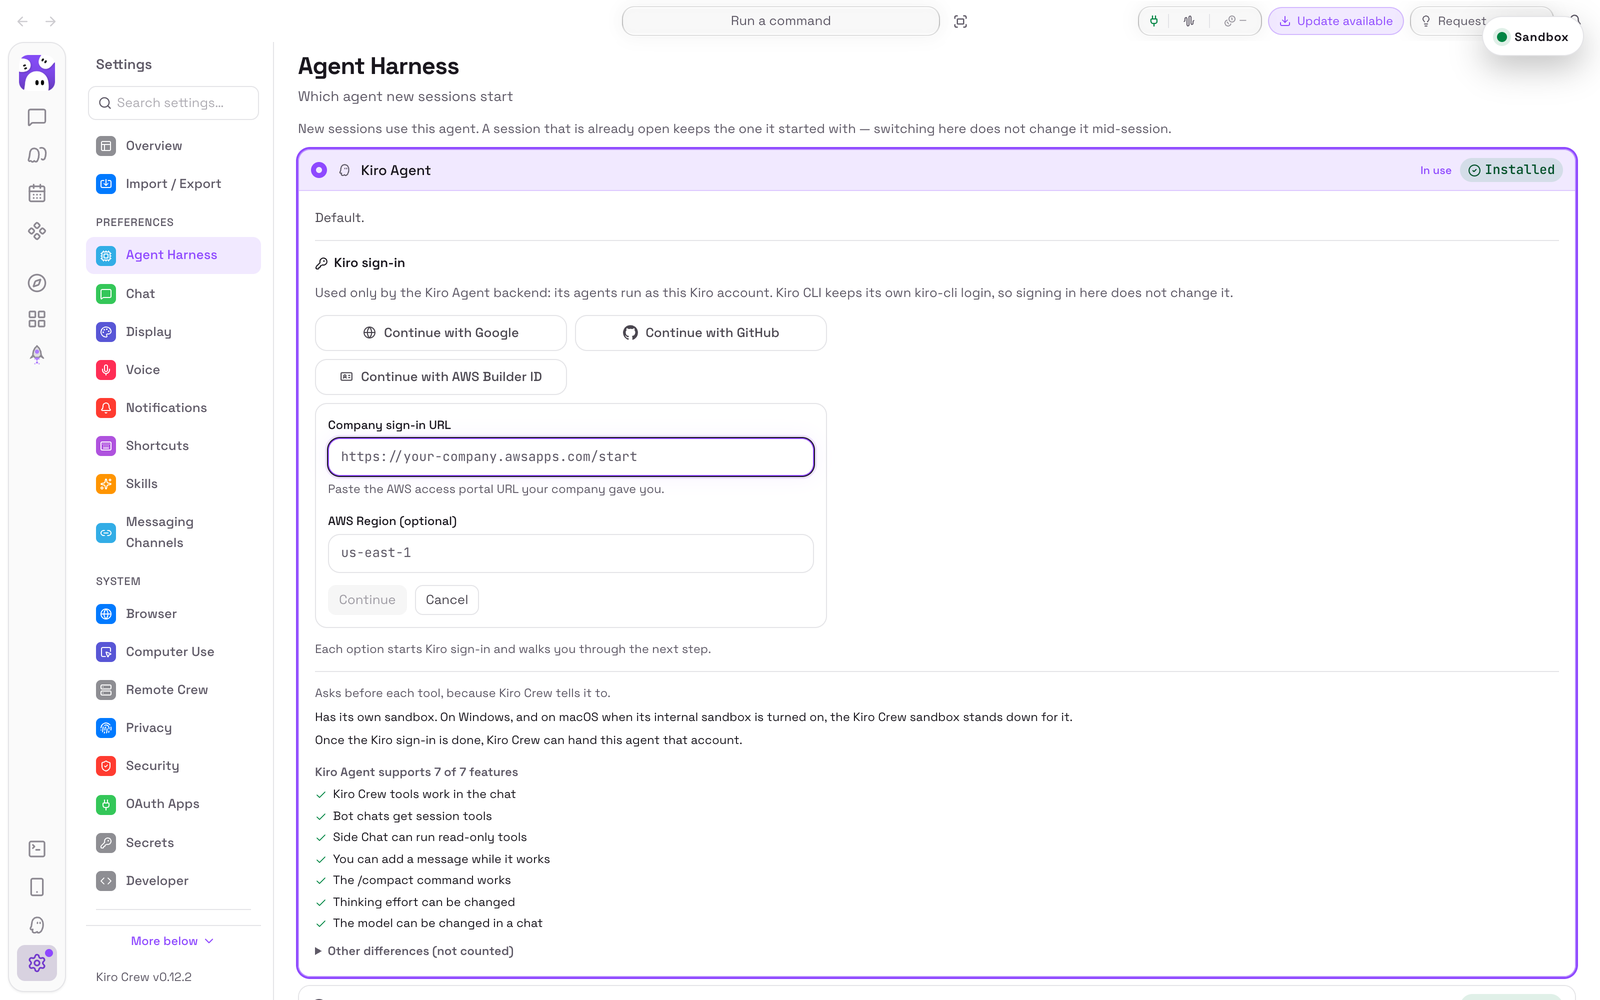 Run a command
Update available
Request
Sandbox
Settings
Search settings...
Overview
Import / Export
PREFERENCES
Agent Harness
Chat
Display
Voice
Notifications
Shortcuts
Skills
Messaging
Channels
SYSTEM
Browser
Computer Use
Remote Crew
Privacy
Security
OAuth Apps
Secrets
Developer
More below
Kiro Crew v0.12.2
Agent Harness
Which agent new sessions start
New sessions use this agent. A session that is already open keeps the one it started with — switching here does not change it mid-session.
Kiro Agent
In use
Installed
Default.
Kiro sign-in
Used only by the Kiro Agent backend: its agents run as this Kiro account. Kiro CLI keeps its own kiro-cli login, so signing in here does not change it.
Continue with Google
Continue with GitHub
Continue with AWS Builder ID
Company sign-in URL
https://your-company.awsapps.com/start
Paste the AWS access portal URL your company gave you.
AWS Region (optional)
us-east-1
Continue
Cancel
Each option starts Kiro sign-in and walks you through the next step.
Asks before each tool, because Kiro Crew tells it to.
Has its own sandbox. On Windows, and on macOS when its internal sandbox is turned on, the Kiro Crew sandbox stands down for it.
Once the Kiro sign-in is done, Kiro Crew can hand this agent that account.
Kiro Agent supports 7 of 7 features
Kiro Crew tools work in the chat
Bot chats get session tools
Side Chat can run read-only tools
You can add a message while it works
The /compact command works
Thinking effort can be changed
The model can be changed in a chat
Other differences (not counted)